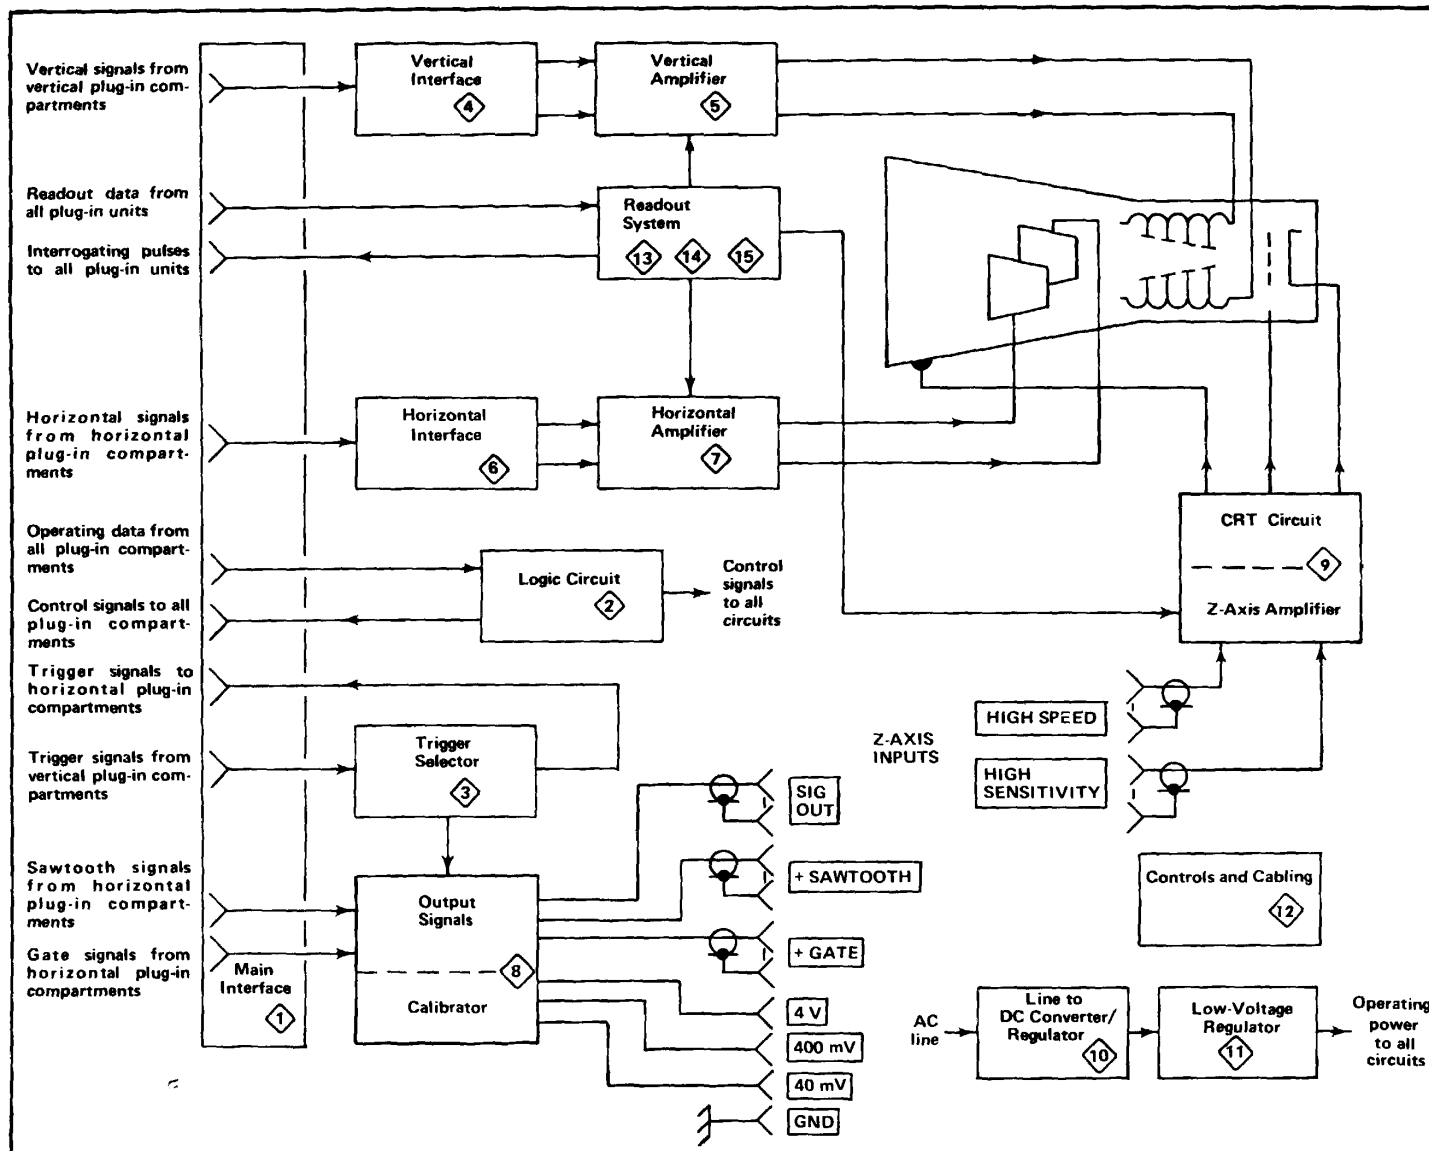 Vertical signals from
vertical plug-in com-
partments
Readout data from
all plug-in units
Interrogating pulses
to all plug-in units
Horizontal signals
from horizontal
plug-in compart-
ments
Operating data from
all plug-in compart-
ments
Control signals to all
plug-in compart-
ments
Trigger signals to
horizontal plug-in
compartments
Trigger signals from
vertical plug-in com-
partments
Sawtooth signals
from horizontal
plug-in compart-
ments
Gate signals from
horizontal plug-in
compartments
Main
Interface
1
Vertical
Interface
4
Vertical
Amplifier
5
Readout
System
13 14 15
Horizontal
Interface
6
Horizontal
Amplifier
7
Logic Circuit
2
Control
signals
to all
circuits
Trigger
Selector
3
Output
Signals
8
Calibrator
SIG
OUT
+ SAWTOOTH
+ GATE
4 V
400 mV
40 mV
GND
CRT Circuit
9
Z-Axis Amplifier
Z-AXIS
INPUTS
HIGH SPEED
HIGH
SENSITIVITY
Controls and Cabling
12
AC
line
Line to
DC Converter/
Regulator
10
Low-Voltage
Regulator
11
Operating
power
to all
circuits